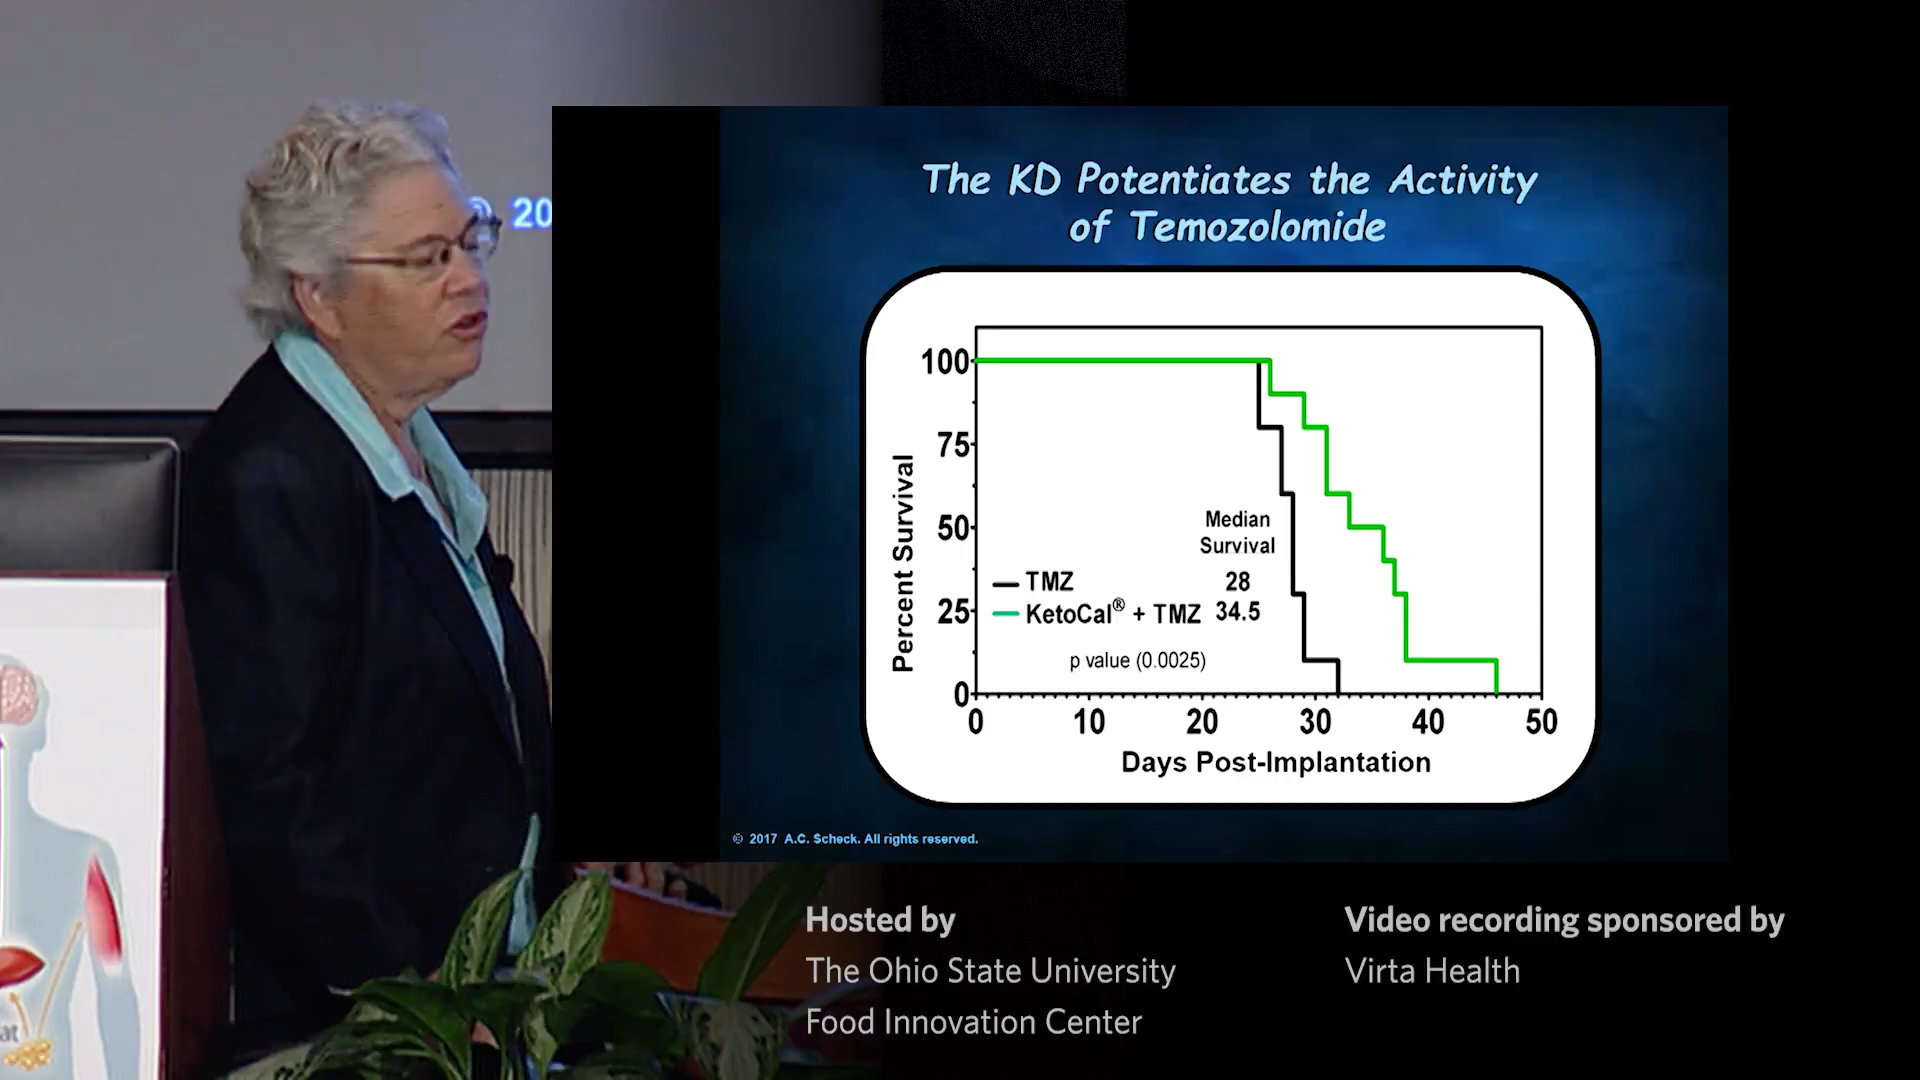 © 20
The KD Potentiates the Activity
of Temozolomide
100
75
50
25
0
Percent Survival
Median
Survival
TMZ 28
KetoCal® + TMZ 34.5
p value (0.0025)
0 10 20 30 40 50
Days Post-Implantation
© 2017 A.C. Scheck. All rights reserved.
at
Hosted by
The Ohio State University
Food Innovation Center
Video recording sponsored by
Virta Health